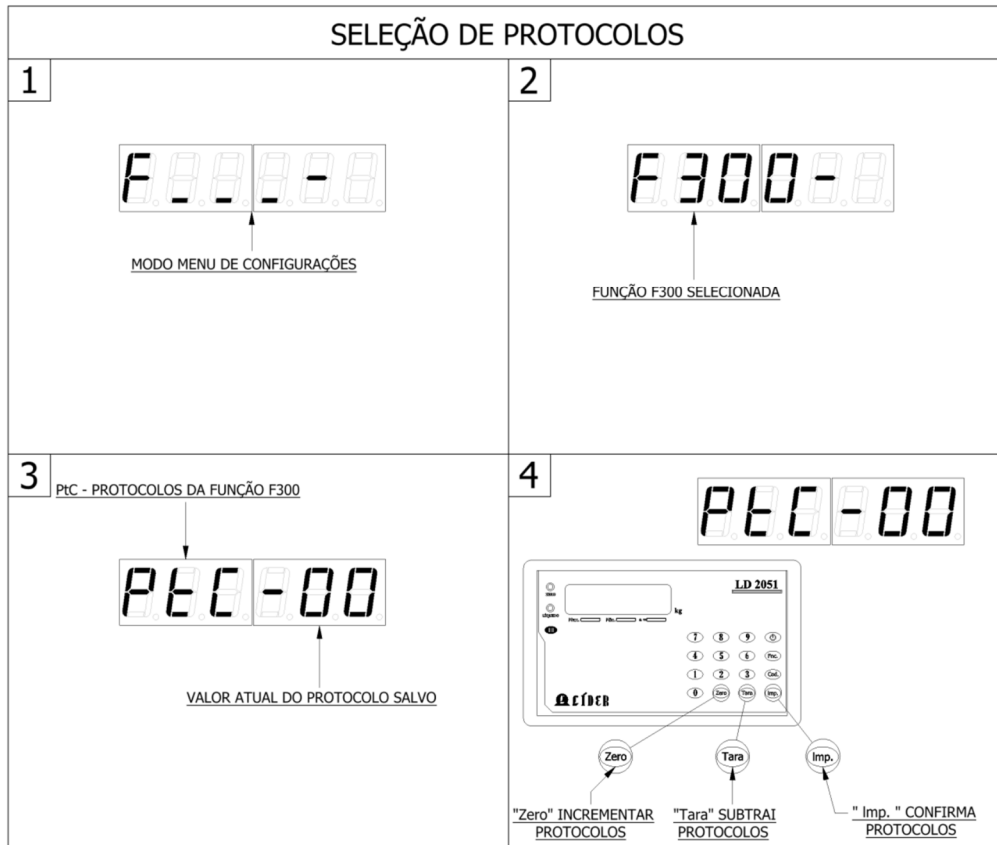 SELEÇÃO DE PROTOCOLOS
1
F _ _ _ -
MODO MENU DE CONFIGURAÇÕES
2
F300-
FUNÇÃO F300 SELECIONADA
3
PtC - PROTOCOLOS DA FUNÇÃO F300
PtC-00
VALOR ATUAL DO PROTOCOLO SALVO
4
PtC-00
LD 2051
kg
7 8 9
4 5 6 Fnc.
1 2 3 Cod.
0 Zero Tara Imp.
LÍDER
Zero Tara Imp.
"Zero" INCREMENTAR
PROTOCOLOS
"Tara" SUBTRAI
PROTOCOLOS
" Imp. " CONFIRMA
PROTOCOLOS